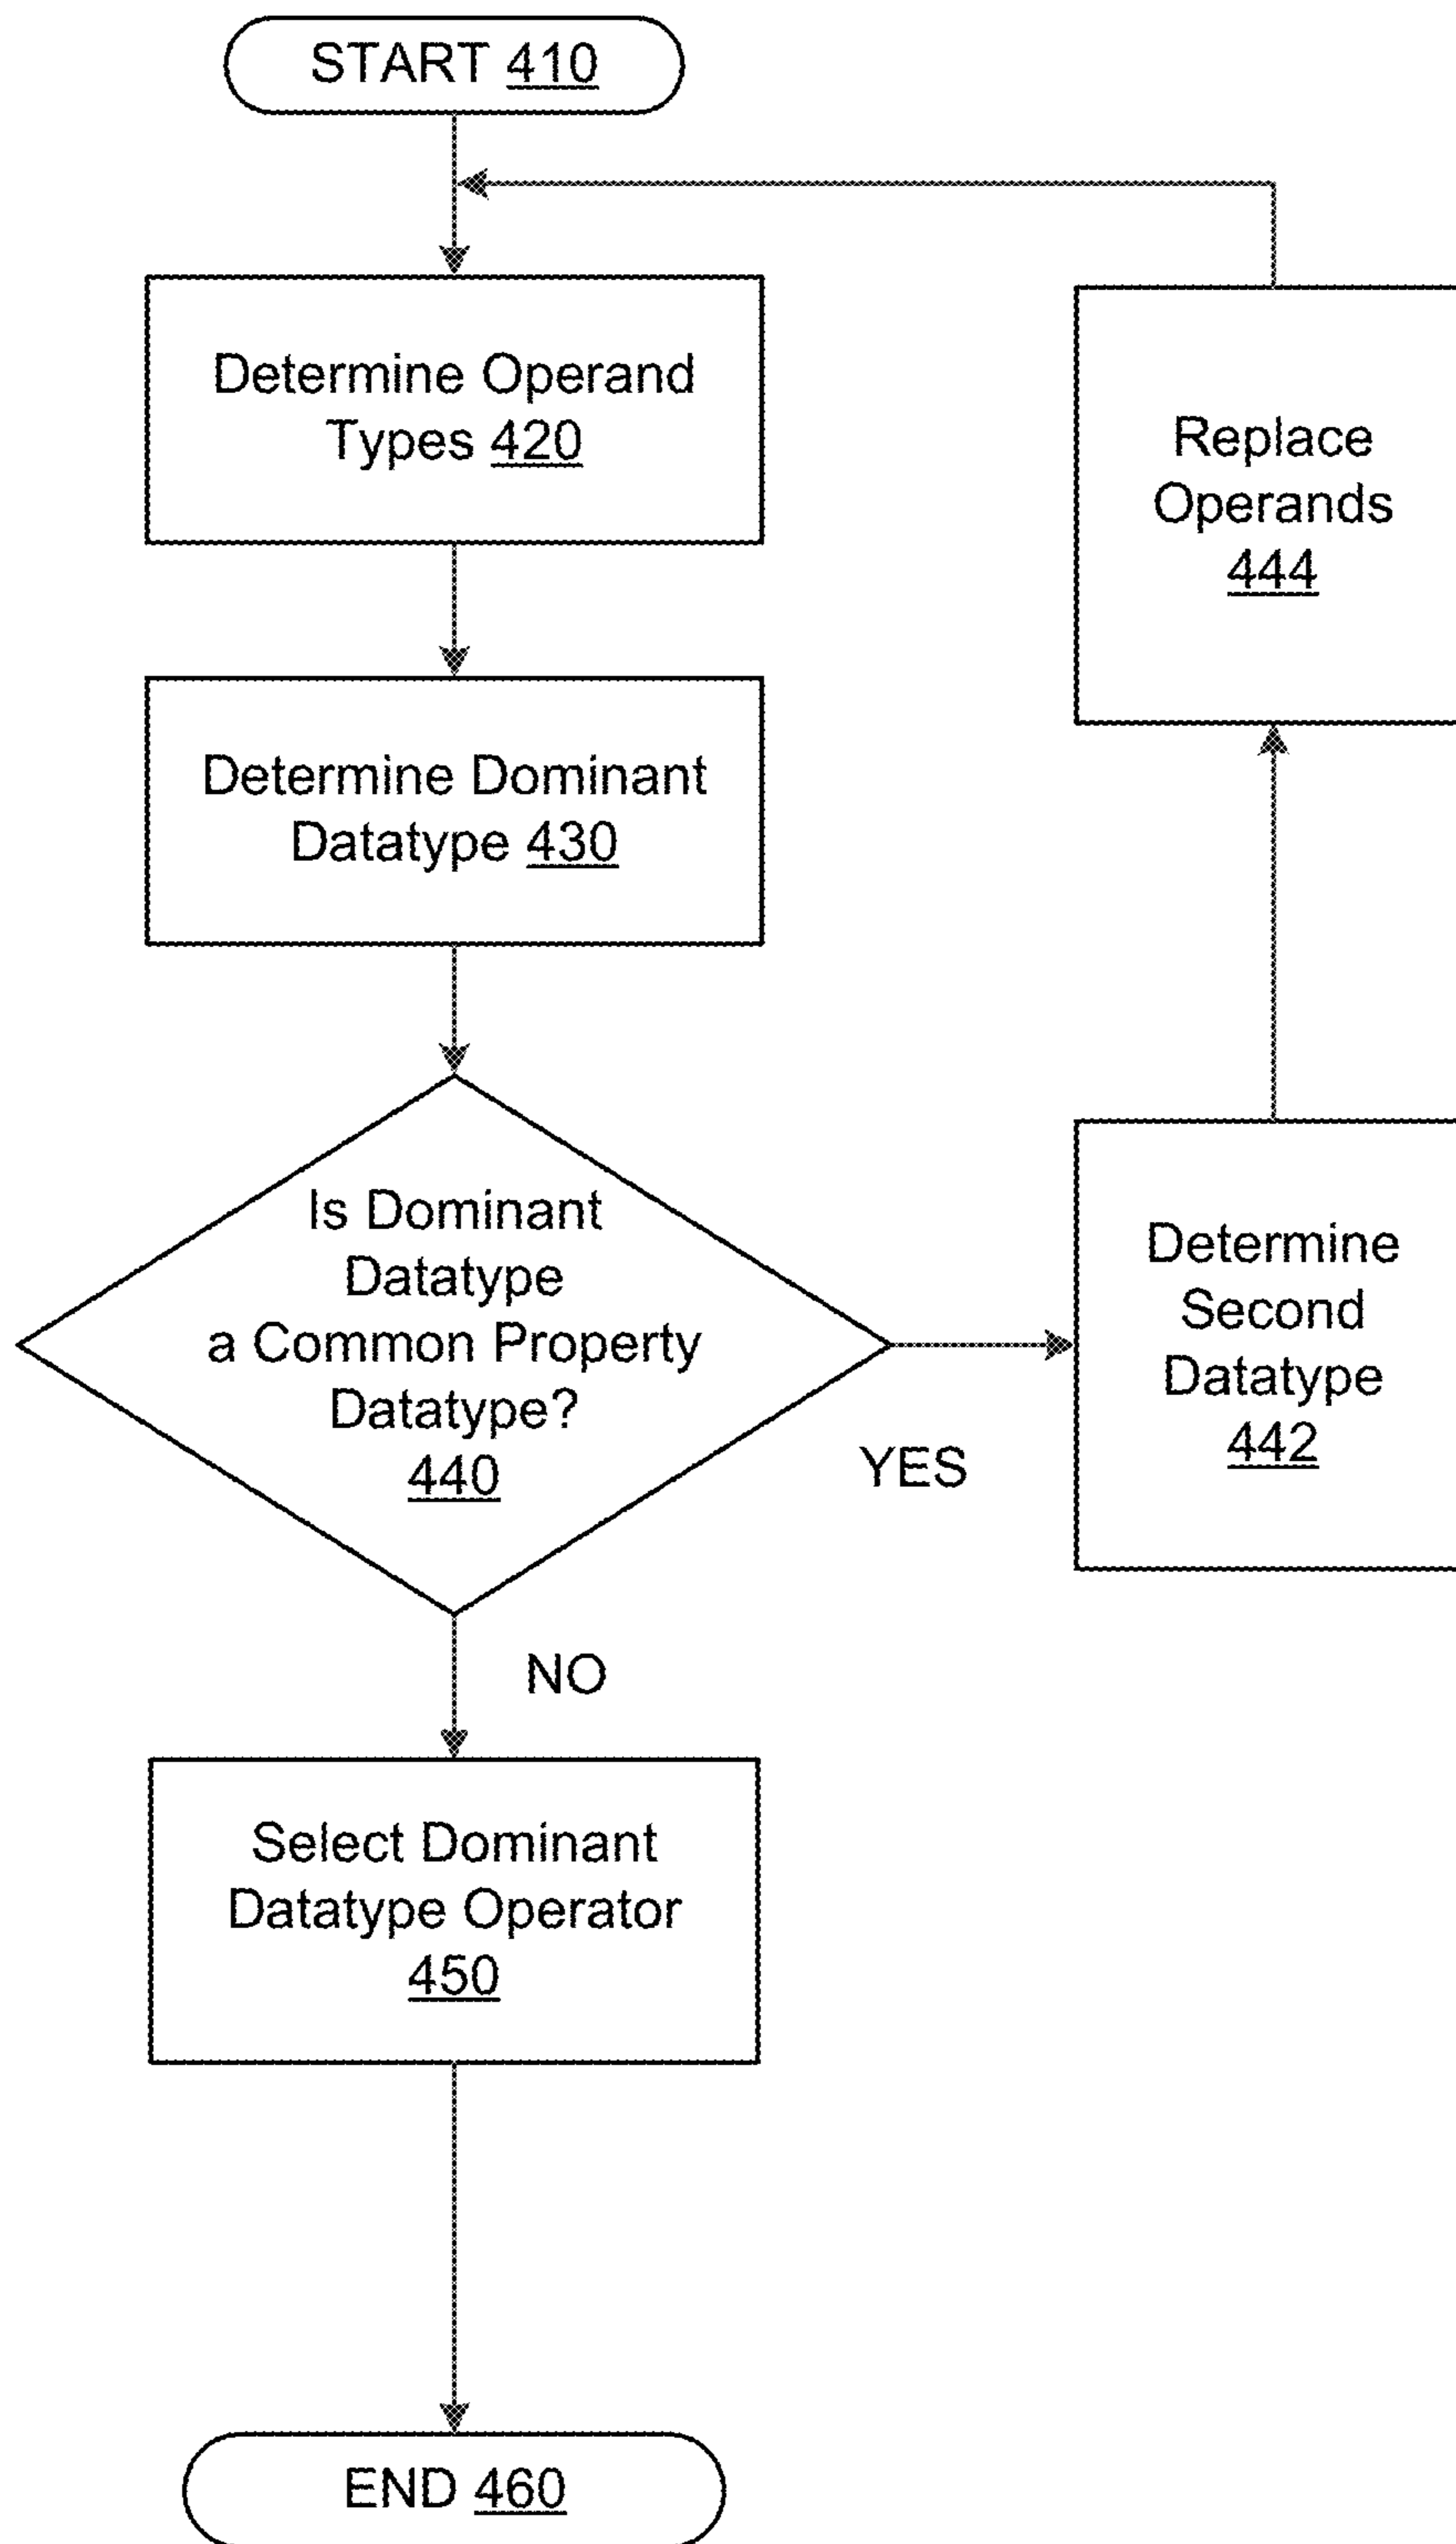 START 410
Determine Operand
Types 420
Replace
Operands
444
Determine Dominant
Datatype 430
Is Dominant
Datatype
a Common Property
Datatype?
440
YES
Determine
Second
Datatype
442
NO
Select Dominant
Datatype Operator
450
END 460